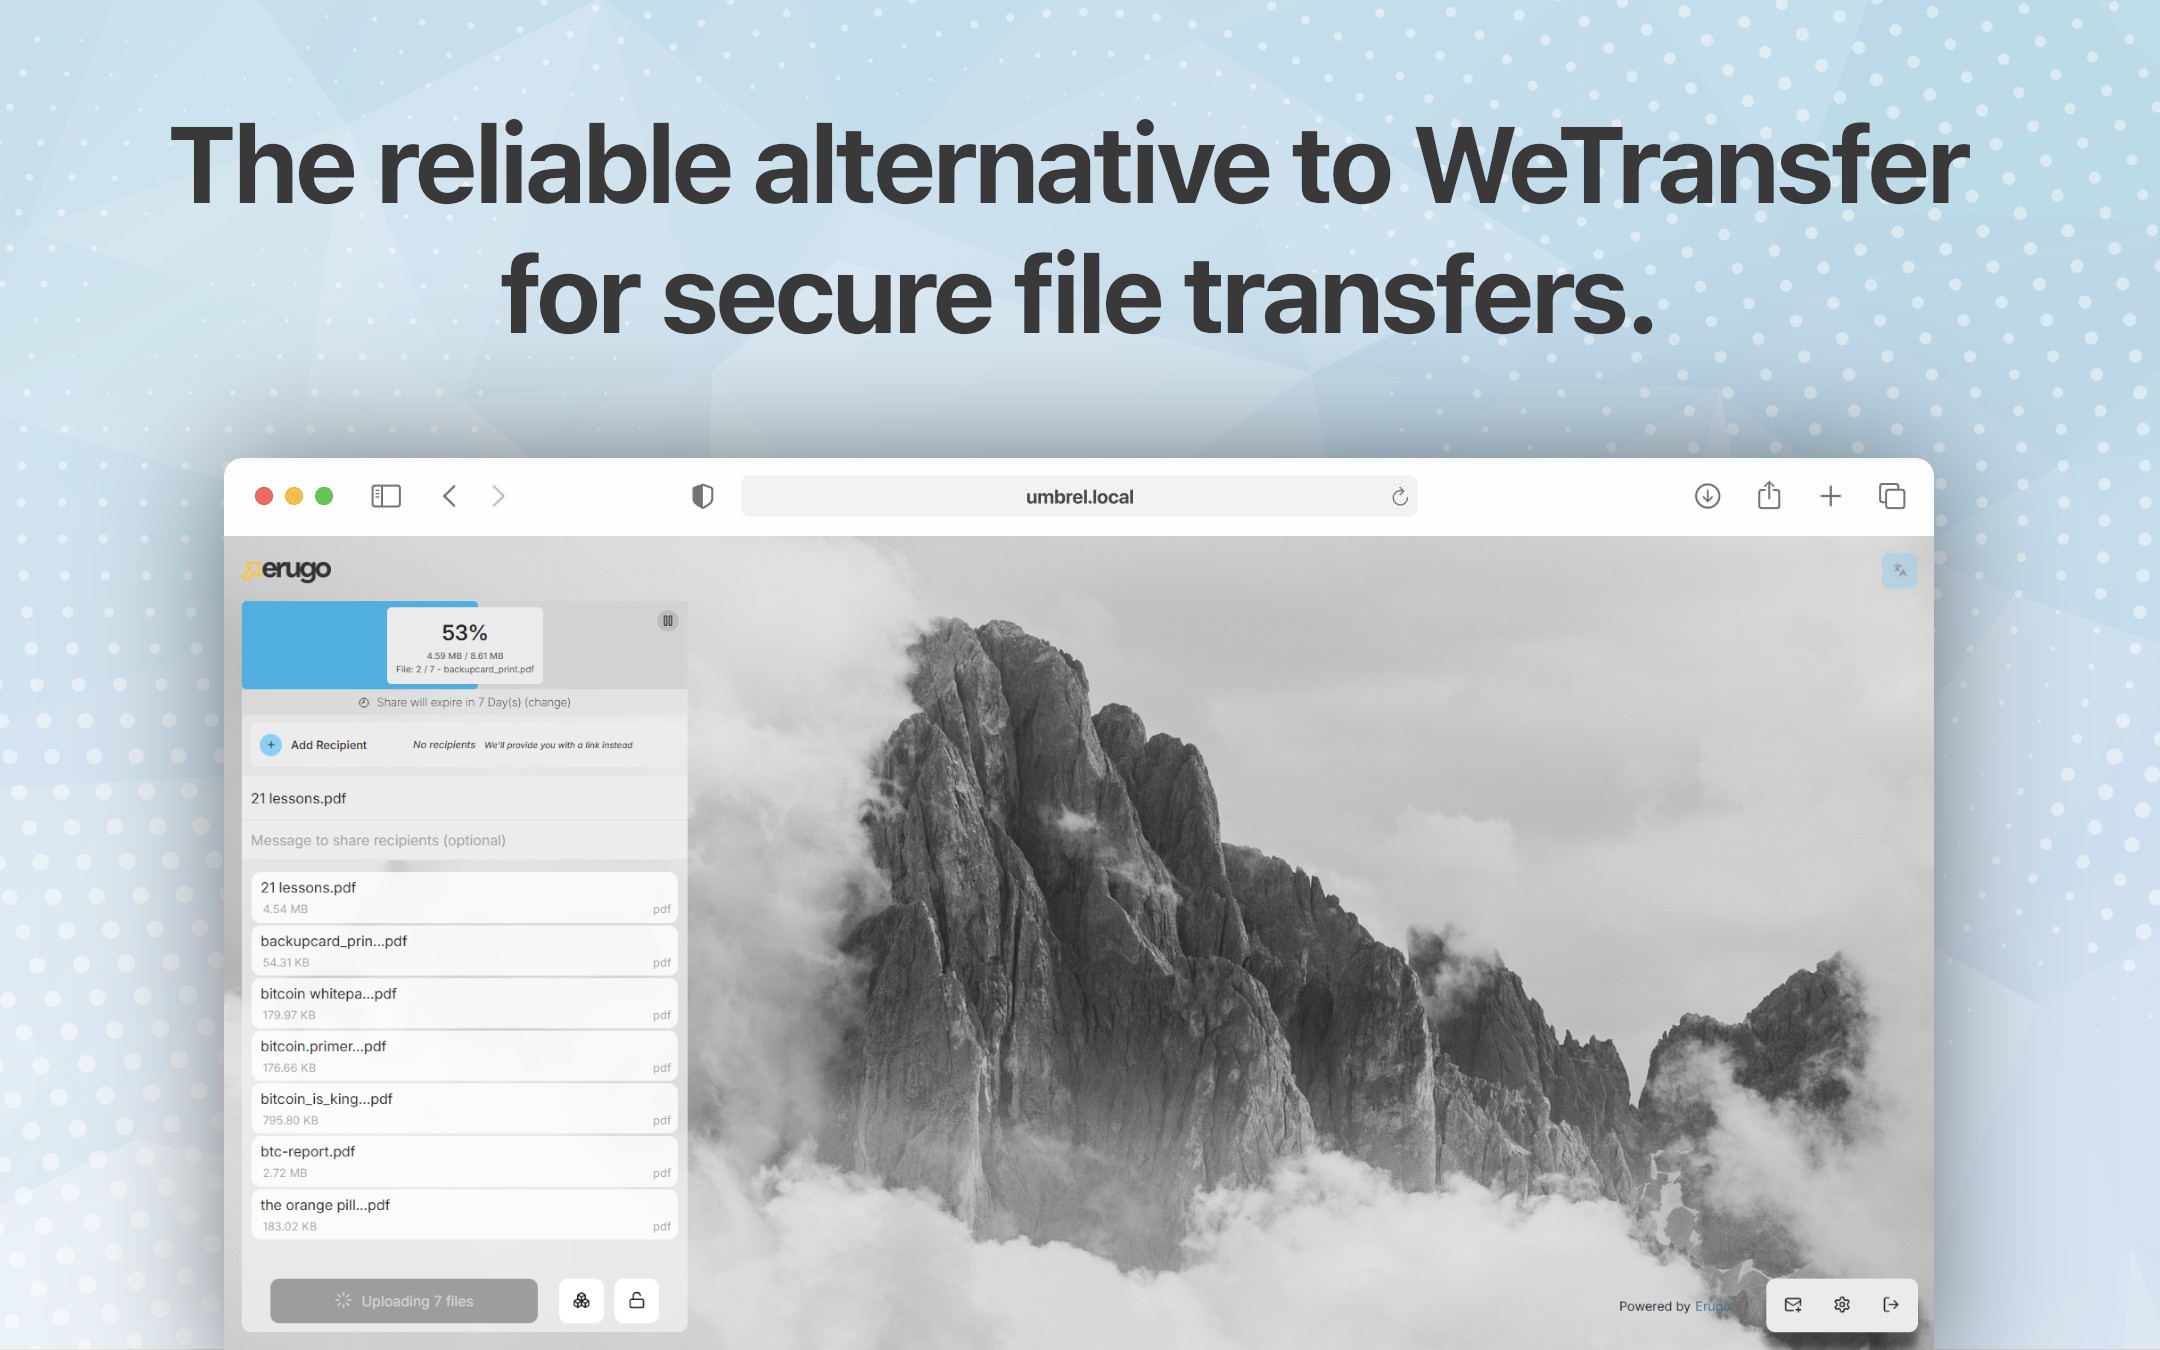 The reliable alternative to WeTransfer
for secure file transfers.
umbrel.local
erugo
53%
4.59 MB / 8.61 MB
File: 2 / 7 - backupcard_print.pdf
Share will expire in 7 Day(s) (change)
Add Recipient No recipients We'll provide you with a link instead
21 lessons.pdf
Message to share recipients (optional)
21 lessons.pdf
4.54 MB pdf
backupcard_prin...pdf
54.31 KB pdf
bitcoin whitepa...pdf
179.97 KB pdf
bitcoin.primer...pdf
176.66 KB pdf
bitcoin_is_king...pdf
795.80 KB pdf
btc-report.pdf
2.72 MB pdf
the orange pill...pdf
183.02 KB pdf
Uploading 7 files
Powered by Erugo